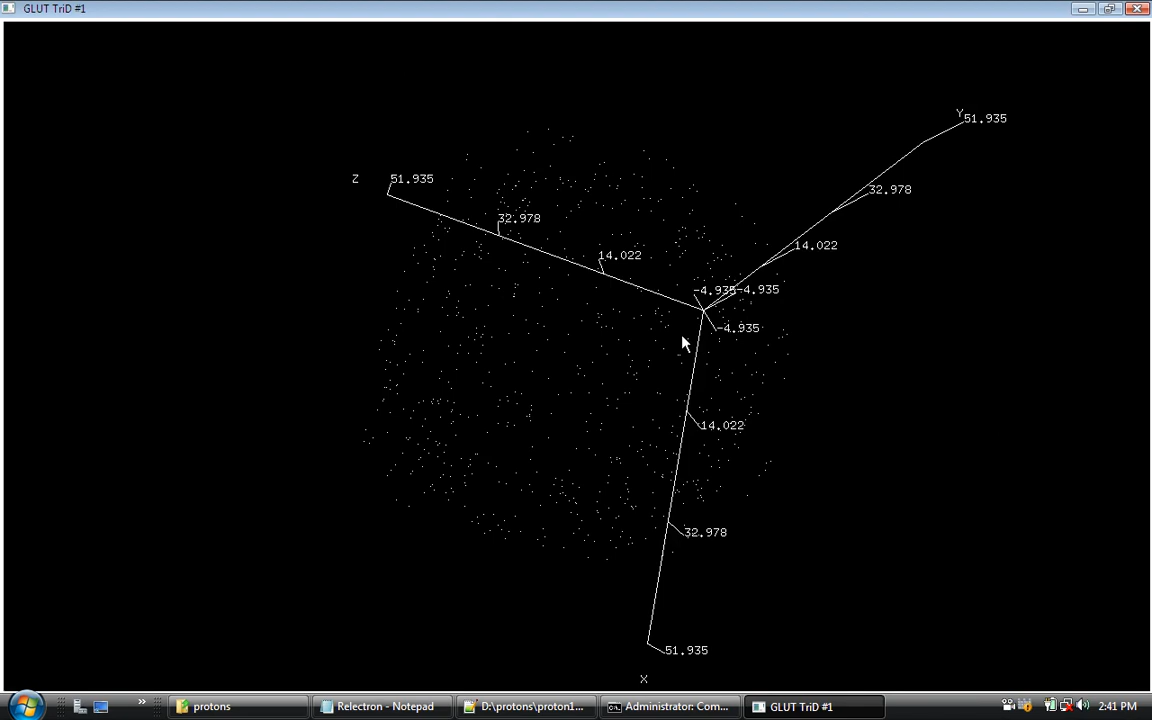 GLUT TriD #1
Y
51.935
Z
51.935
32.978
32.978
14.022
14.022
-4.935
-4.935
-4.935
14.022
32.978
51.935
X
protons
Relectron - Notepad
D:\protons\proton1...
Administrator: Com...
GLUT TriD #1
2:41 PM